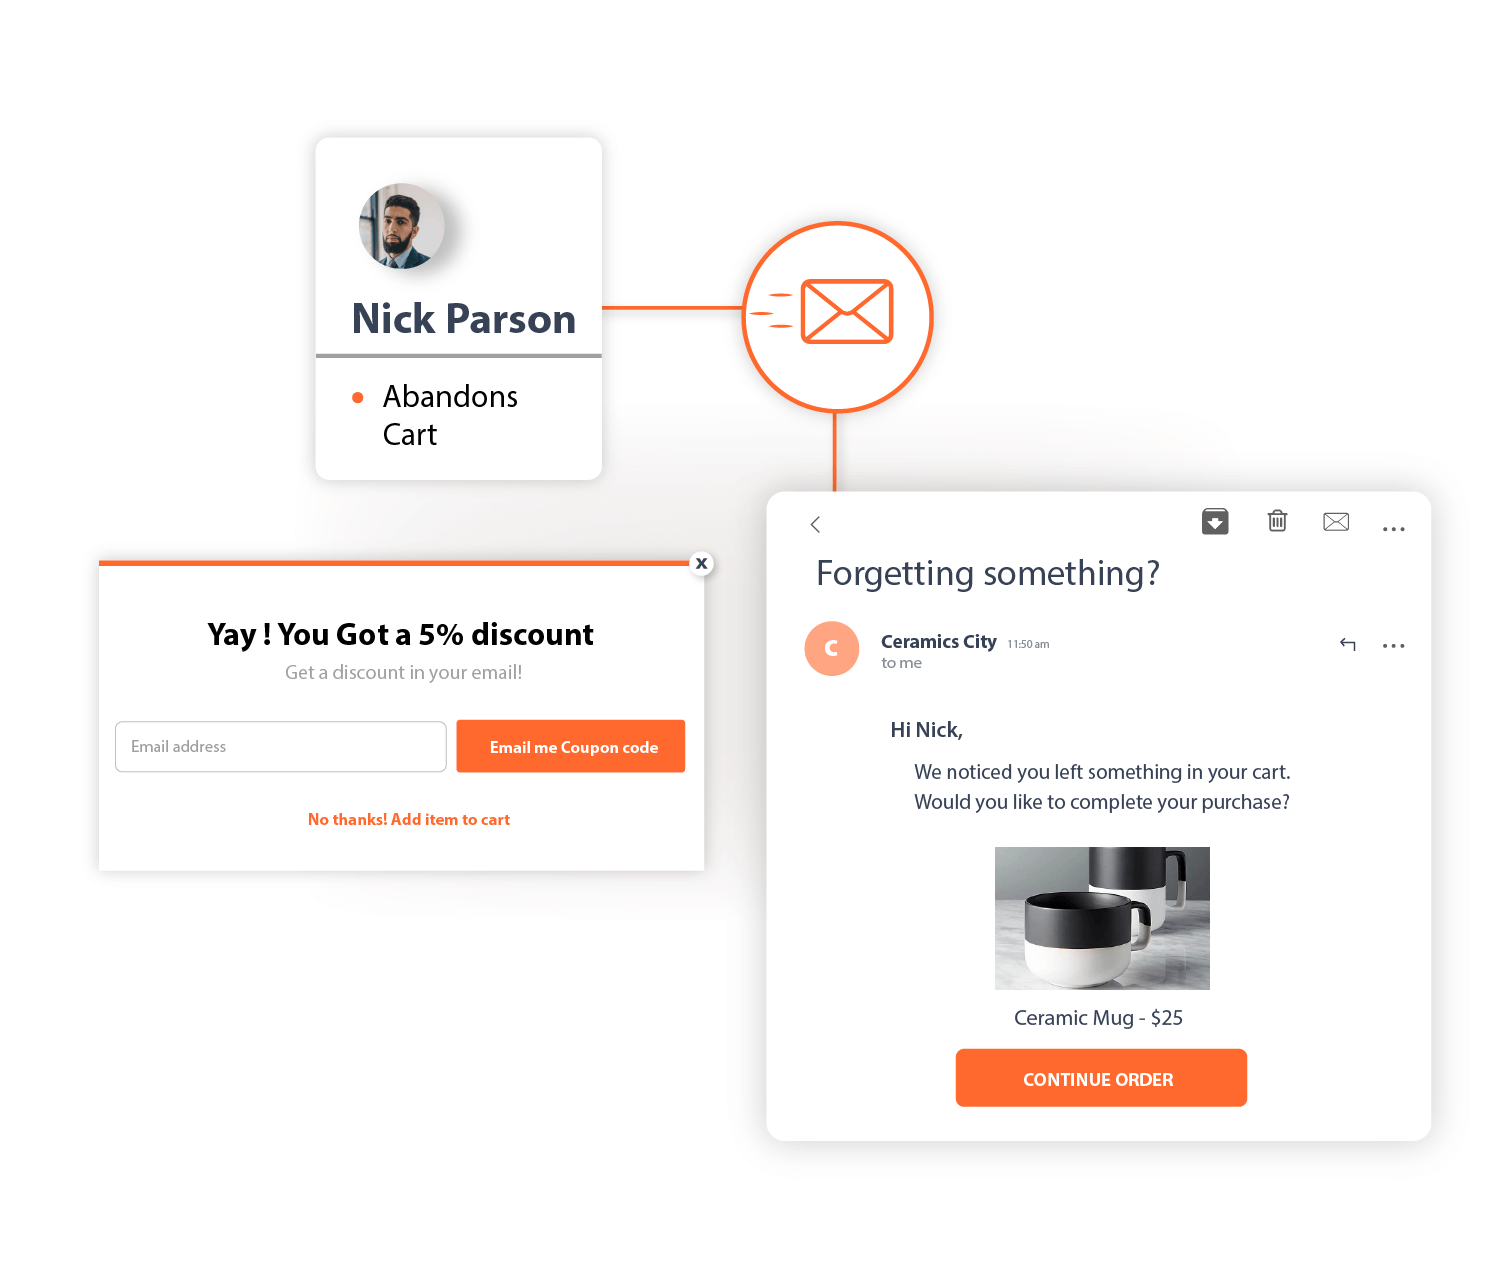 Nick Parson
Abandons
Cart
x
Yay ! You Got a 5% discount
Get a discount in your email!
Email address
Email me Coupon code
No thanks! Add item to cart
Forgetting something?
C
Ceramics City 11:50 am
to me
Hi Nick,
We noticed you left something in your cart.
Would you like to complete your purchase?
Ceramic Mug - $25
CONTINUE ORDER